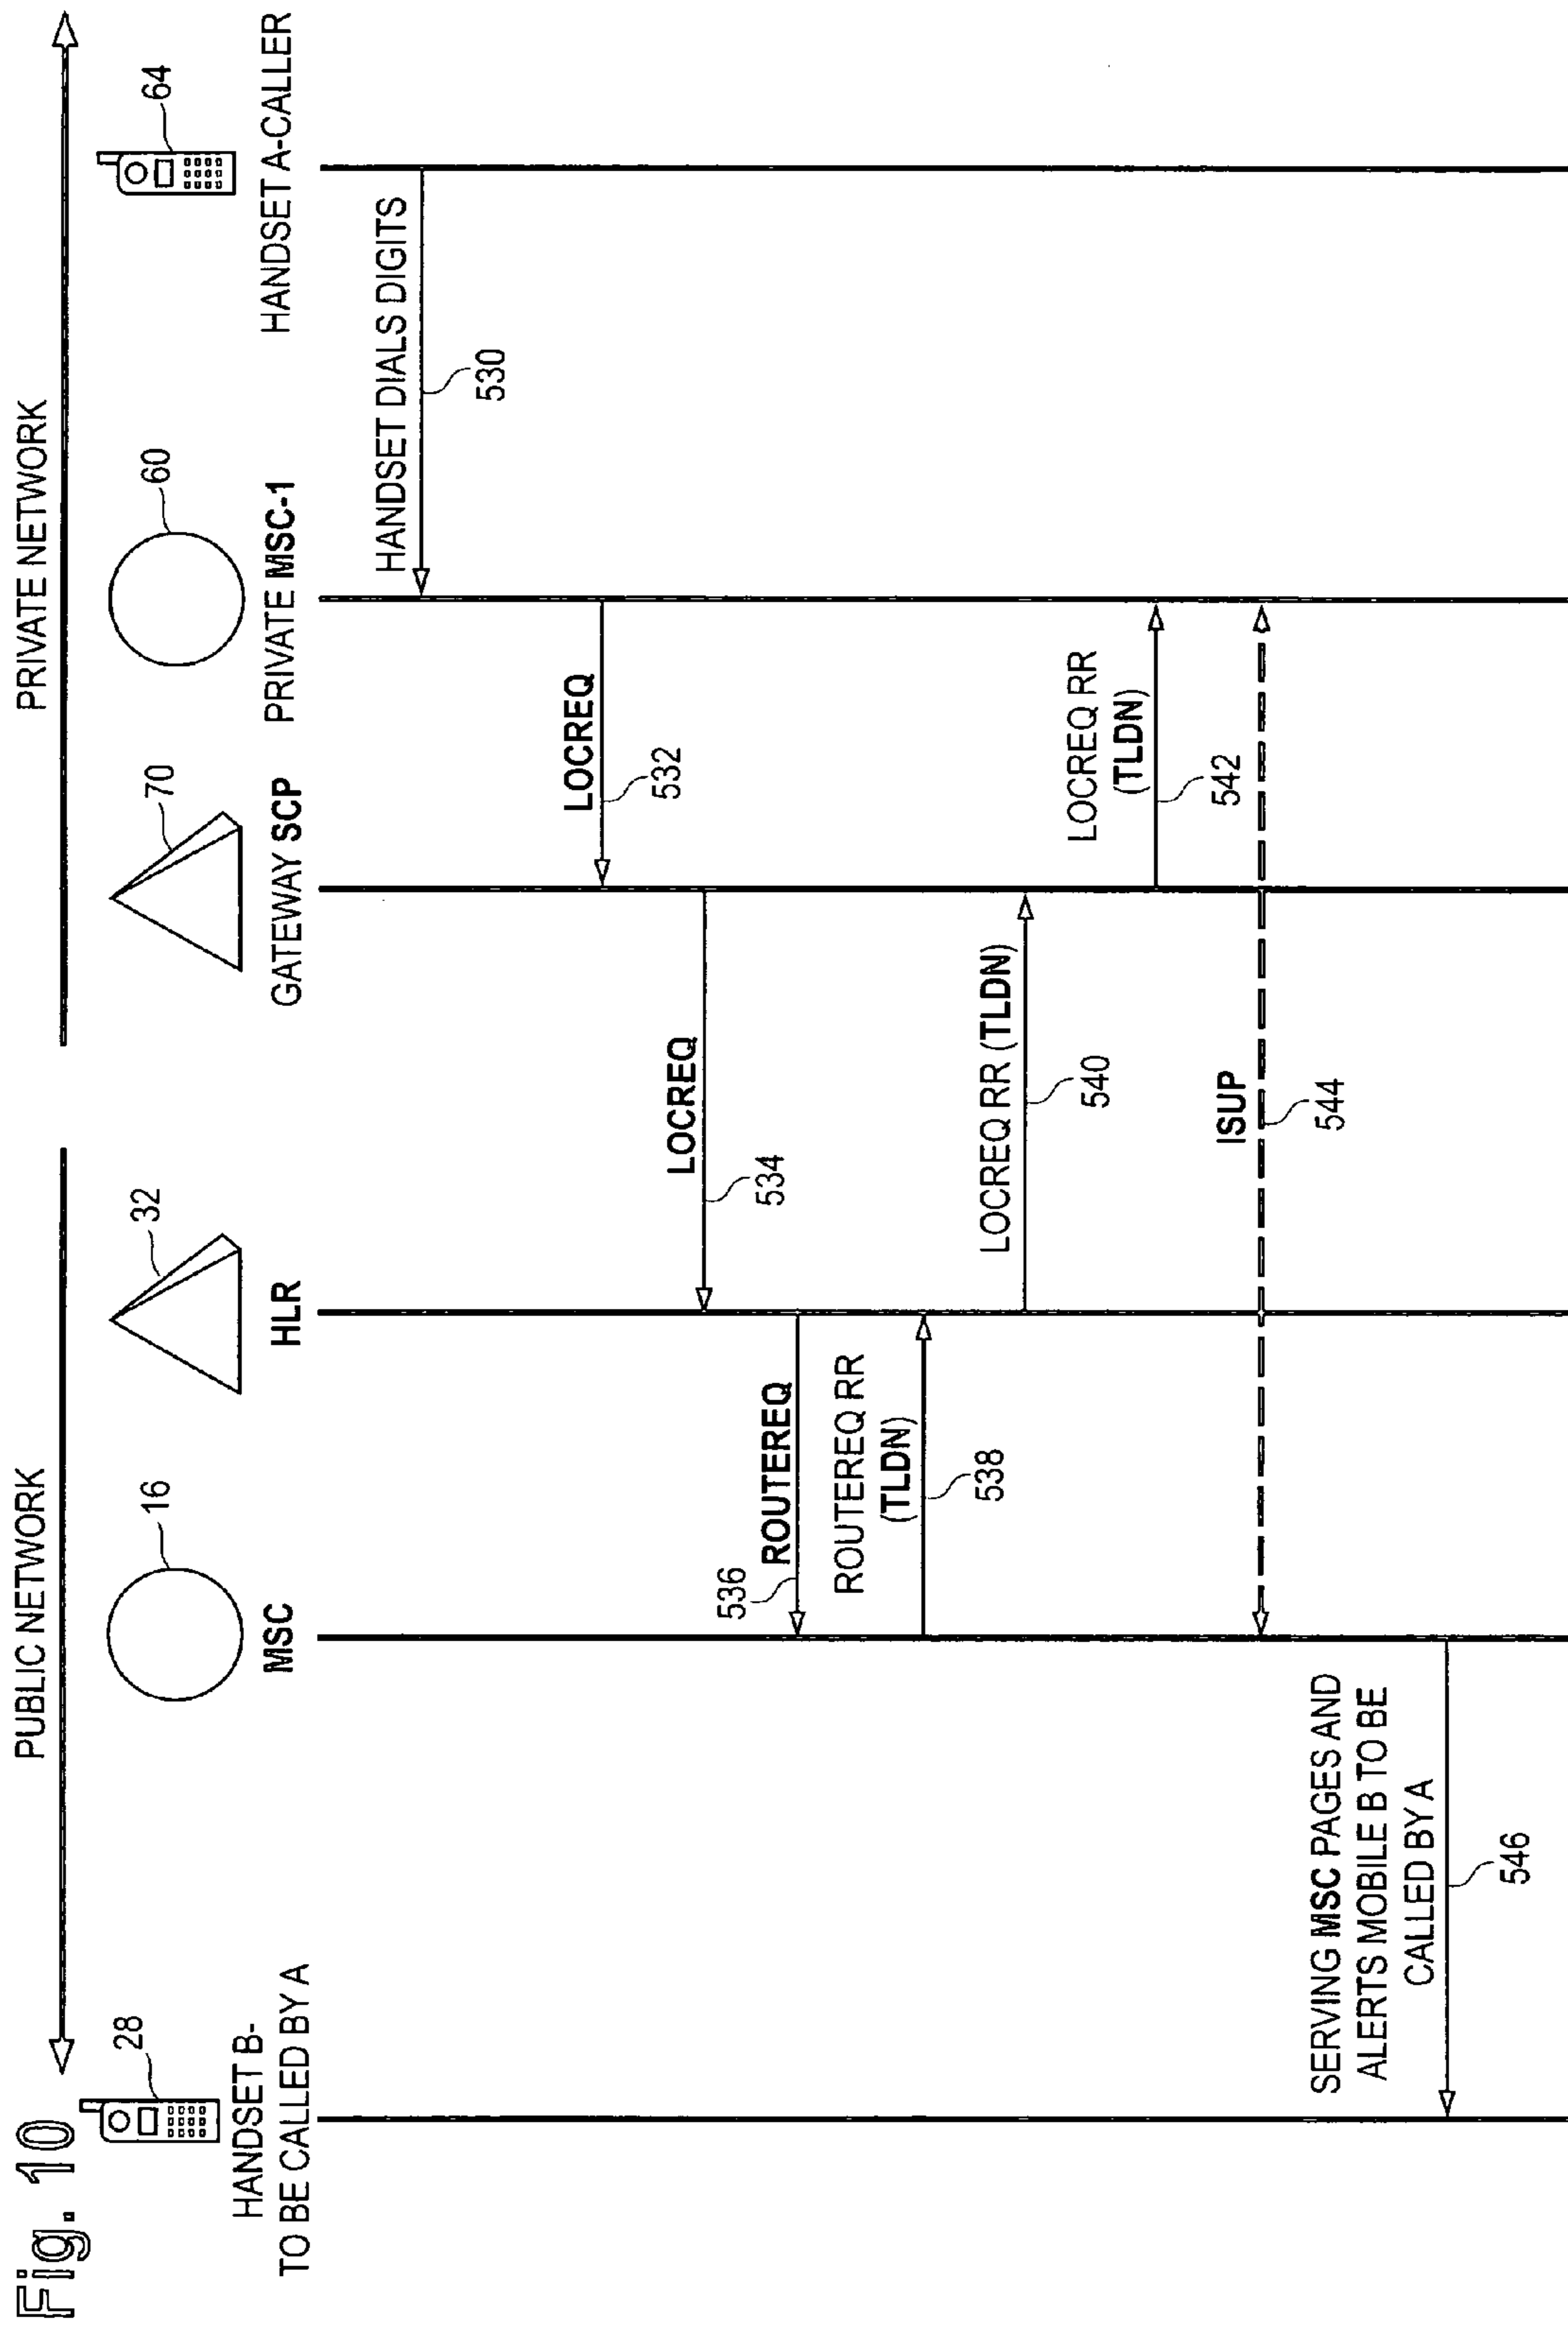 Fig. 10
PUBLIC NETWORK
PRIVATE NETWORK
28
16
32
70
60
64
HANDSET B-
TO BE CALLED BY A
MSC
HLR
GATEWAY SCP
PRIVATE MSC-1
HANDSET A-CALLER
HANDSET DIALS DIGITS
530
LOCREQ
532
LOCREQ
534
536
ROUTEREQ
ROUTEREQ RR
(TLDN)
538
LOCREQ RR (TLDN)
540
LOCREQ RR
(TLDN)
542
ISUP
544
SERVING MSC PAGES AND
ALERTS MOBILE B TO BE
CALLED BY A
546